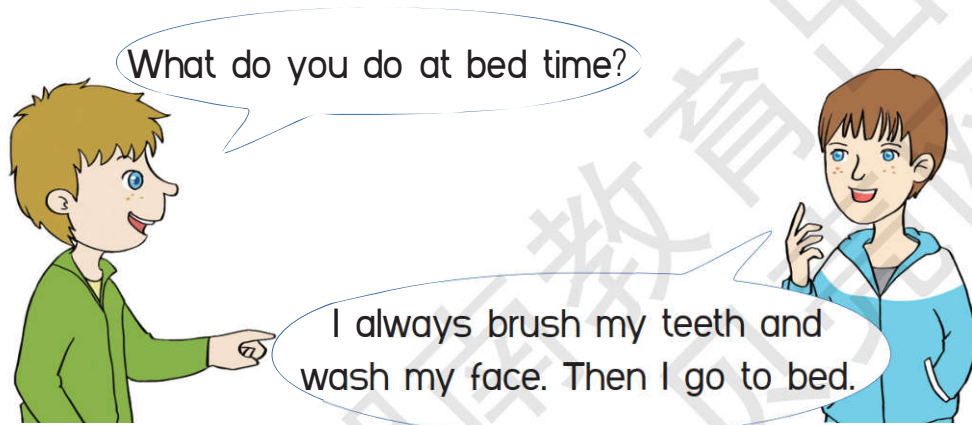 What do you do at bed time?
I always brush my teeth and
wash my face. Then I go to bed.